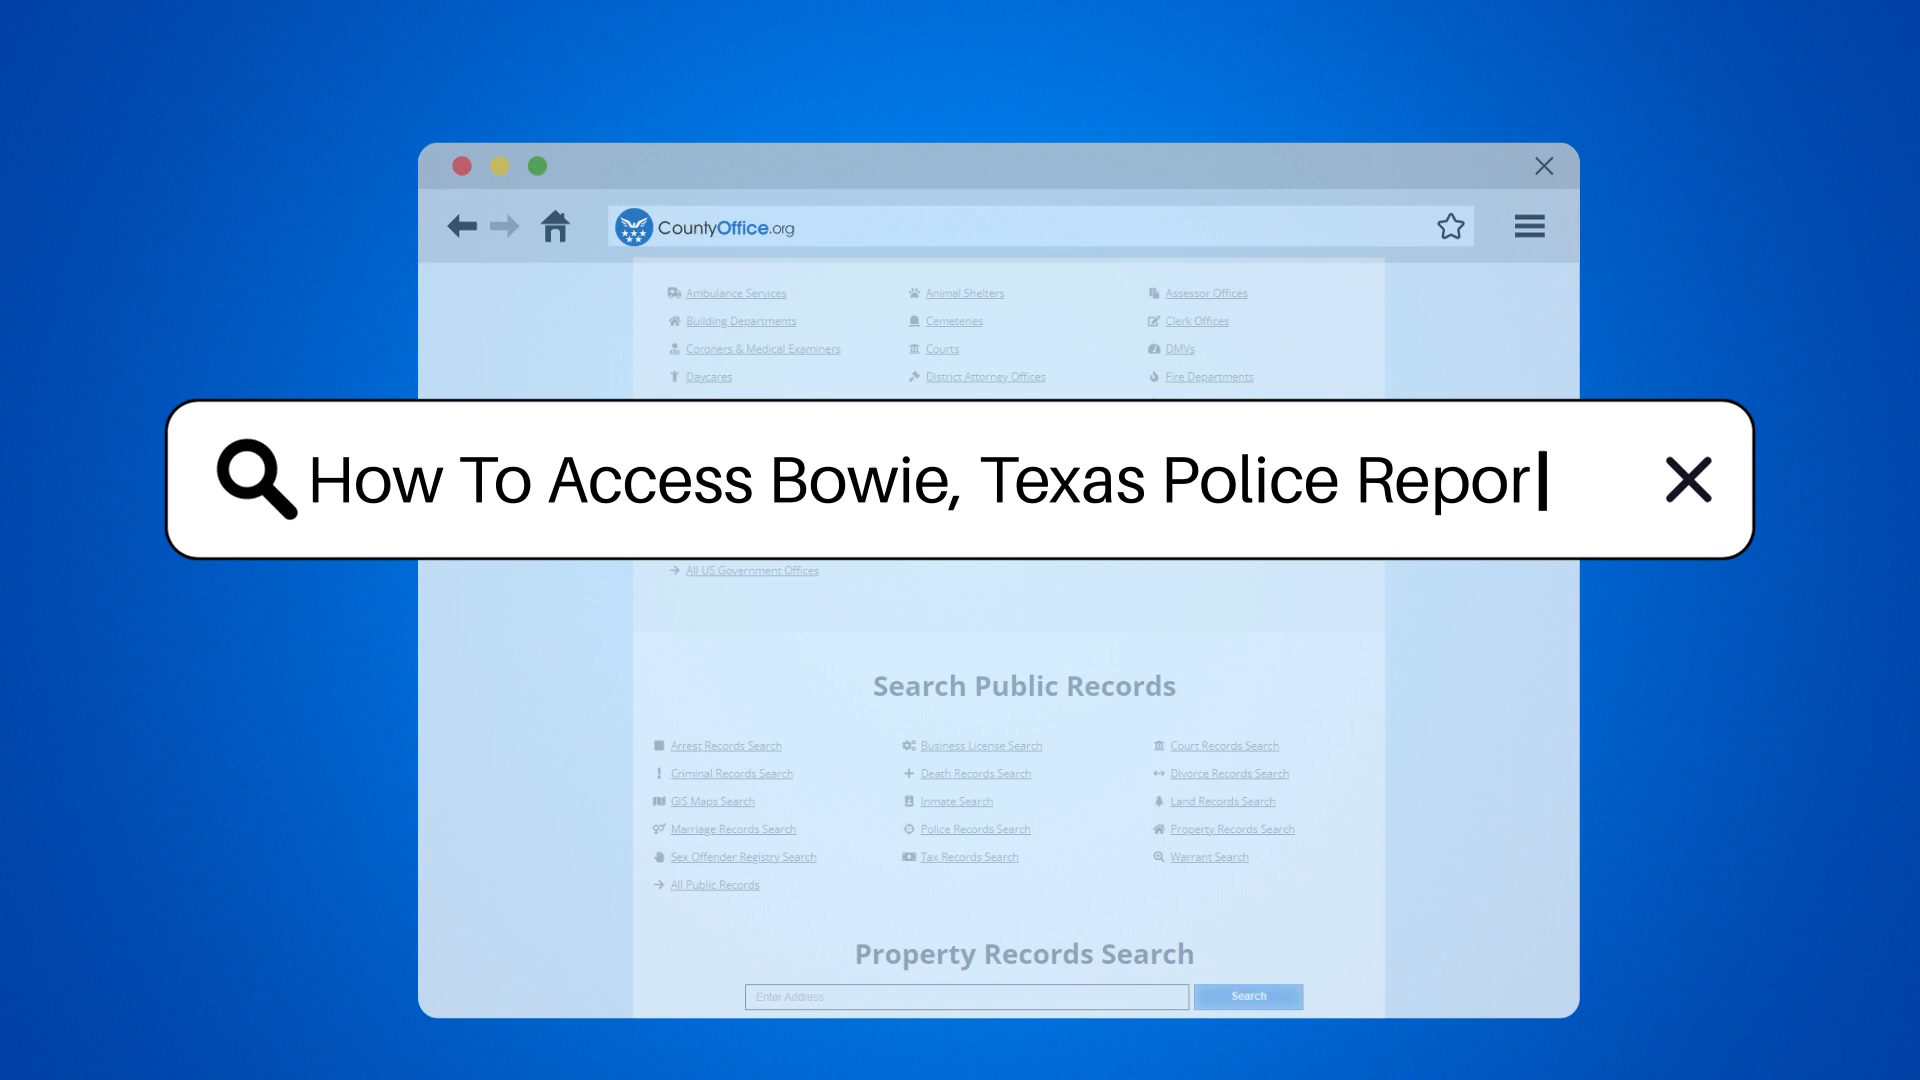 CountyOffice.org
Ambulance Services Animal Shelters Assessor Offices
Building Departments Cemeteries Clerk Offices
Coroners & Medical Examiners Courts DMVs
Daycares District Attorney Offices Fire Departments
How To Access Bowie, Texas Police Repor
All US Government Offices
Search Public Records
Arrest Records Search Business License Search Court Records Search
Criminal Records Search Death Records Search Divorce Records Search
GIS Maps Search Inmate Search Land Records Search
Marriage Records Search Police Records Search Property Records Search
Sex Offender Registry Search Tax Records Search Warrant Search
All Public Records
Property Records Search
Enter Address Search